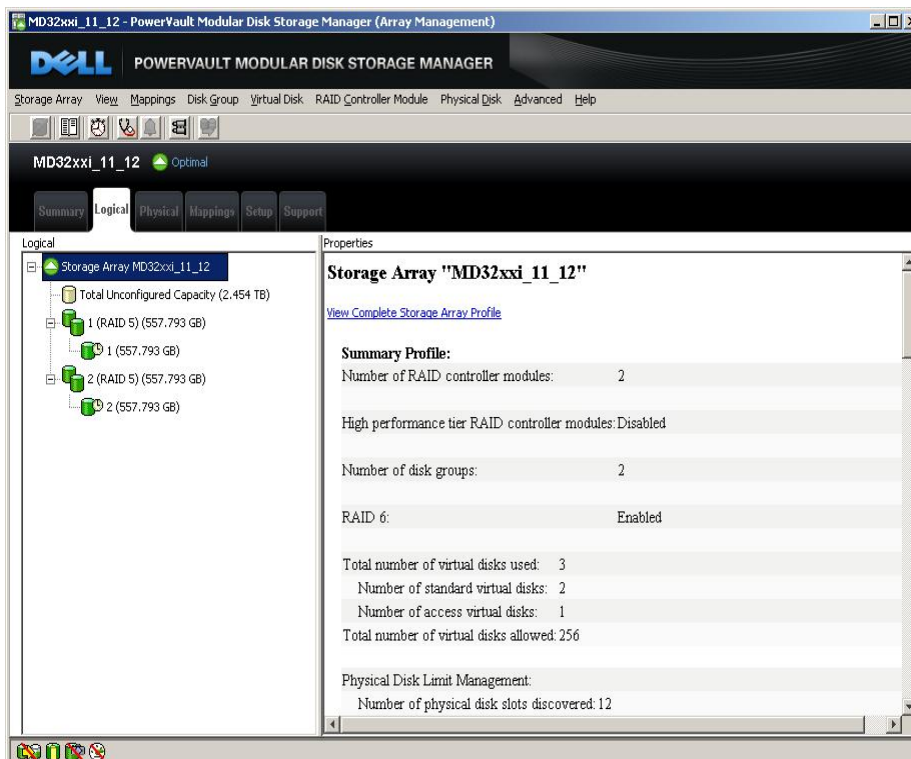 MD32xxi_11_12 - PowerVault Modular Disk Storage Manager (Array Management)
DELL POWERVAULT MODULAR DISK STORAGE MANAGER
Storage Array View Mappings Disk Group Virtual Disk RAID Controller Module Physical Disk Advanced Help
MD32xxi_11_12 Optimal
Summary Logical Physical Mappings Setup Support
Logical
Storage Array MD32xxi_11_12
Total Unconfigured Capacity (2.454 TB)
1 (RAID 5) (557.793 GB)
1 (557.793 GB)
2 (RAID 5) (557.793 GB)
2 (557.793 GB)
Properties
Storage Array "MD32xxi_11_12"
View Complete Storage Array Profile
Summary Profile:
Number of RAID controller modules: 2
High performance tier RAID controller modules: Disabled
Number of disk groups: 2
RAID 6: Enabled
Total number of virtual disks used: 3
Number of standard virtual disks: 2
Number of access virtual disks: 1
Total number of virtual disks allowed: 256
Physical Disk Limit Management:
Number of physical disk slots discovered: 12